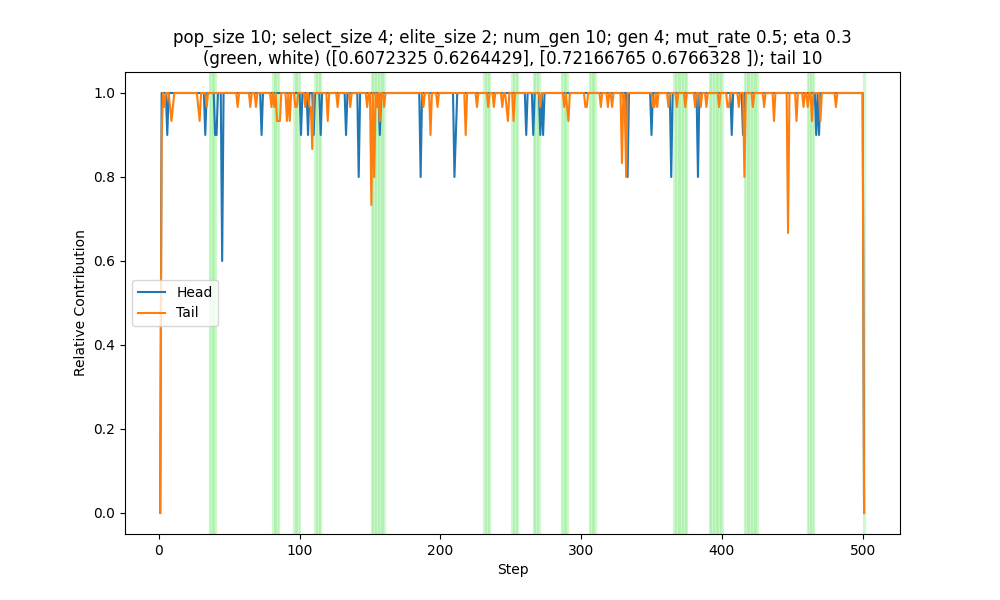 pop_size 10; select_size 4; elite_size 2; num_gen 10; gen 4; mut_rate 0.5; eta 0.3
(green, white) ([0.6072325 0.6264429], [0.72166765 0.6766328 ]); tail 10
1.0
0.8
0.6
0.4
0.2
0.0
Relative Contribution
Head
Tail
0
100
200
300
400
500
Step